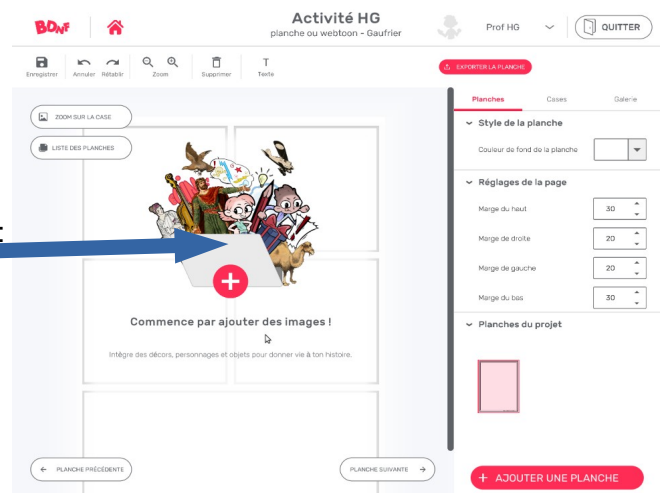 BDNF
Activité HG
planche ou webtoon - Gaufrier
Prof HG
QUITTER
Enregistrer
Annuler
Rétablir
Zoom
Supprimer
T
Texte
EXPORTER LA PLANCHE
ZOOM SUR LA CASE
LISTE DES PLANCHES
Commence par ajouter des images !
Intègre des décors, personnages et objets pour donner vie à ton histoire.
PLANCHE PRÉCÉDENTE
PLANCHE SUIVANTE
Planches
Cases
Galerie
Style de la planche
Couleur de fond de la planche
Réglages de la page
Marge du haut
30
Marge de droite
20
Marge de gauche
20
Marge du bas
30
Planches du projet
+ AJOUTER UNE PLANCHE